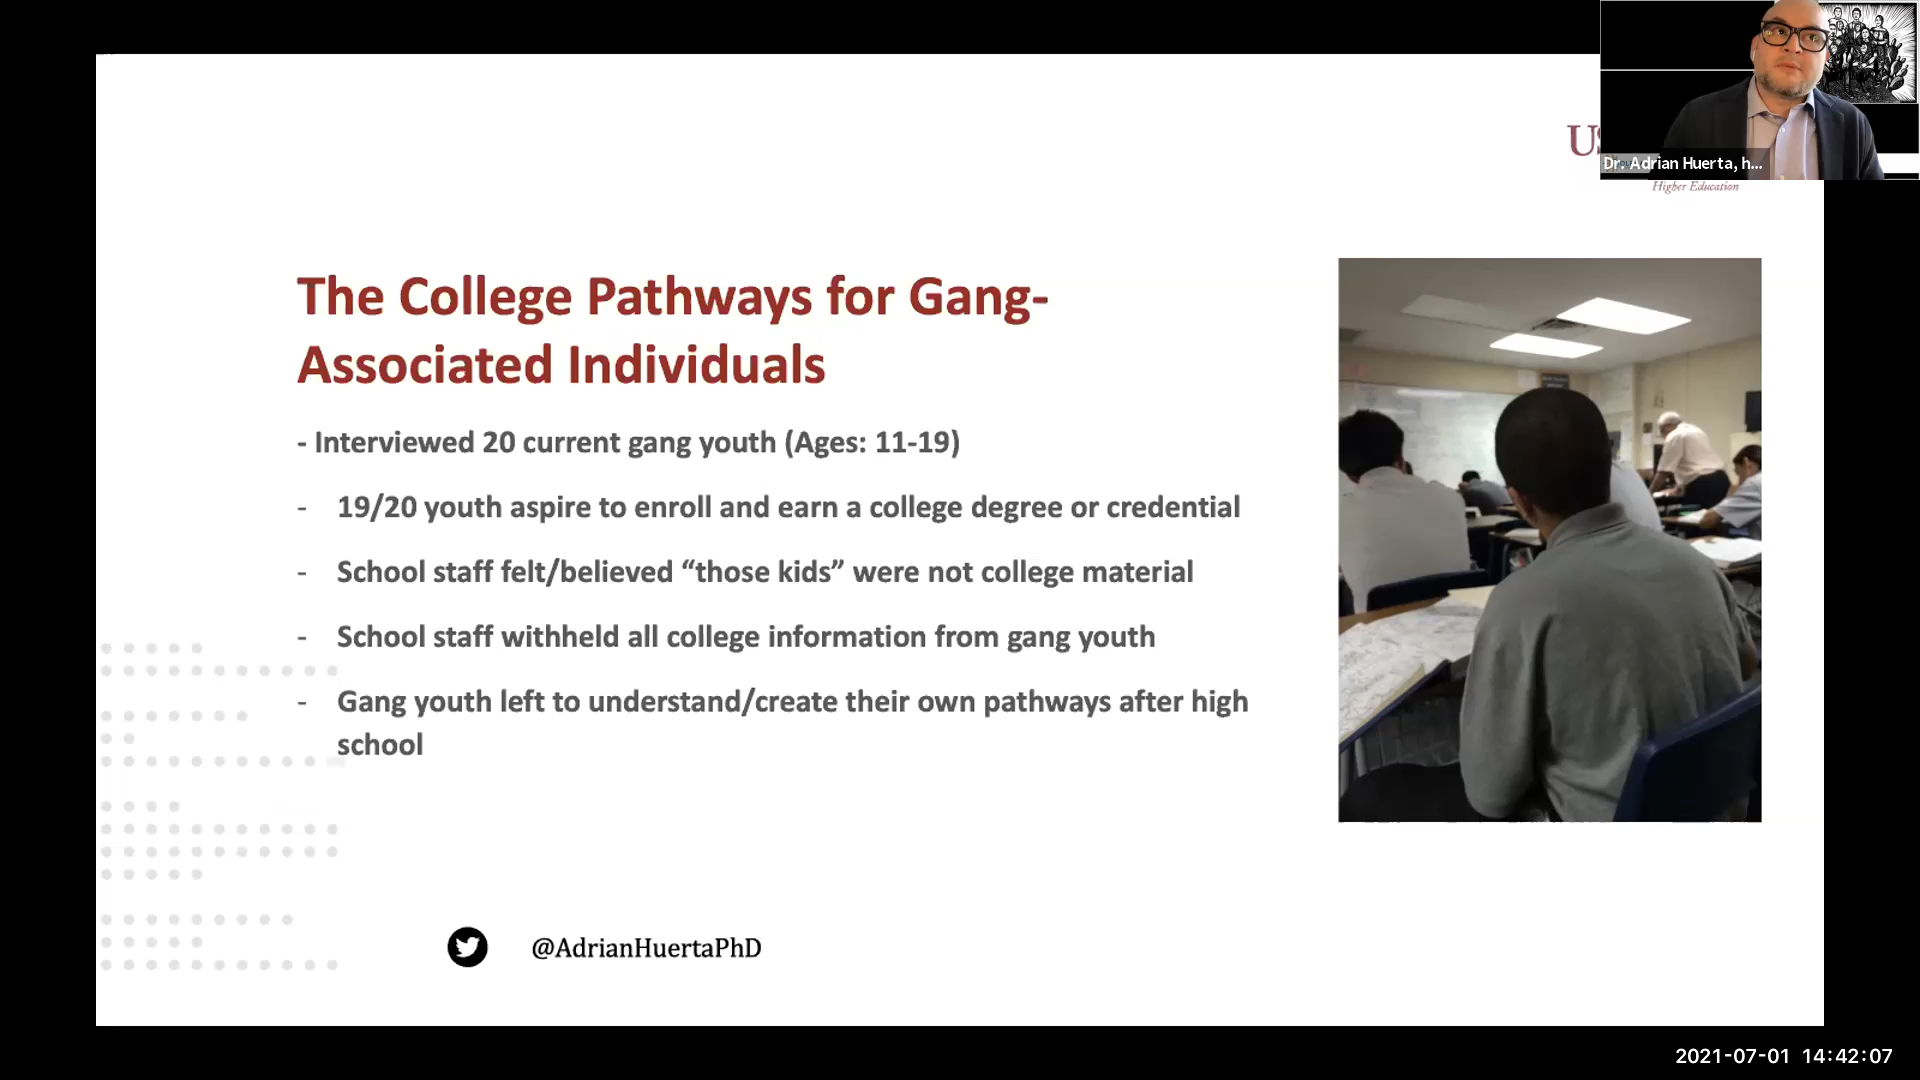 Dr. Adrian Huerta, h...
Higher Education
The College Pathways for Gang-
Associated Individuals
- Interviewed 20 current gang youth (Ages: 11-19)
- 19/20 youth aspire to enroll and earn a college degree or credential
- School staff felt/believed “those kids” were not college material
- School staff withheld all college information from gang youth
- Gang youth left to understand/create their own pathways after high
school
@AdrianHuertaPhD
2021-07-01 14:42:07